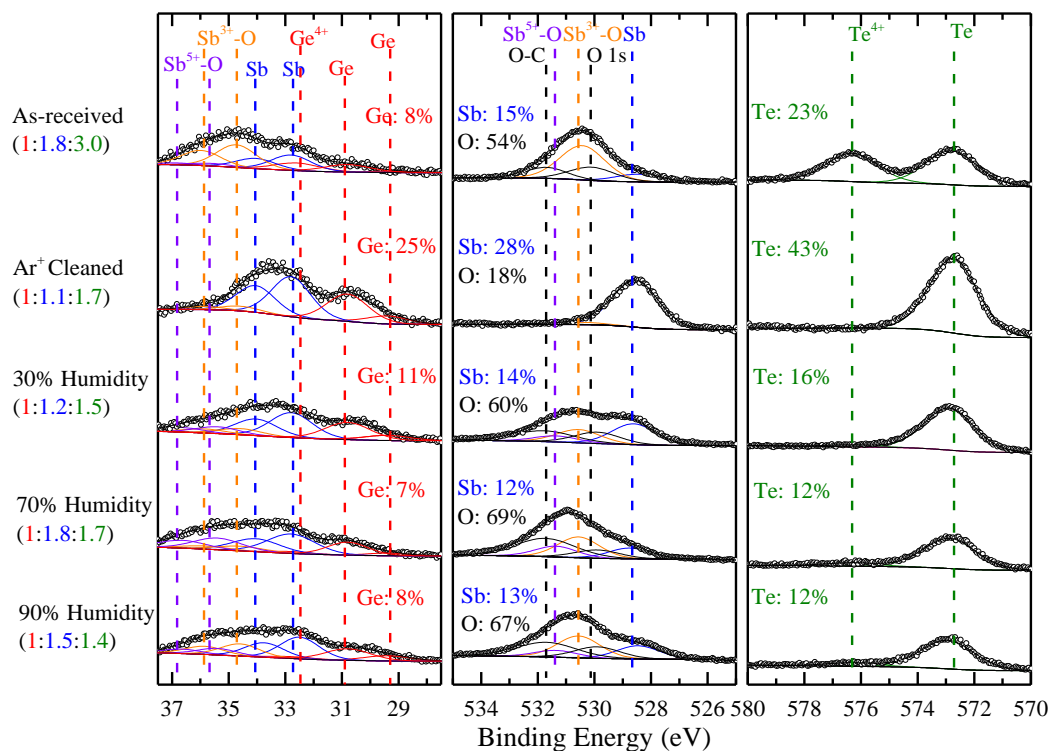 Sb³⁺-O Ge⁴⁺ Ge
Sb⁵⁺-O Sb Sb Ge
Sb⁵⁺-O Sb³⁺-O Sb
O-C O 1s
Te⁴⁺ Te
As-received
(1:1.8:3.0)
Ge: 8%
Sb: 15%
O: 54%
Te: 23%
Ar⁺ Cleaned
(1:1.1:1.7)
Ge: 25%
Sb: 28%
O: 18%
Te: 43%
30% Humidity
(1:1.2:1.5)
Ge: 11%
Sb: 14%
O: 60%
Te: 16%
70% Humidity
(1:1.8:1.7)
Ge: 7%
Sb: 12%
O: 69%
Te: 12%
90% Humidity
(1:1.5:1.4)
Ge: 8%
Sb: 13%
O: 67%
Te: 12%
37 35 33 31 29
534 532 530 528 526
580 578 576 574 572 570
Binding Energy (eV)